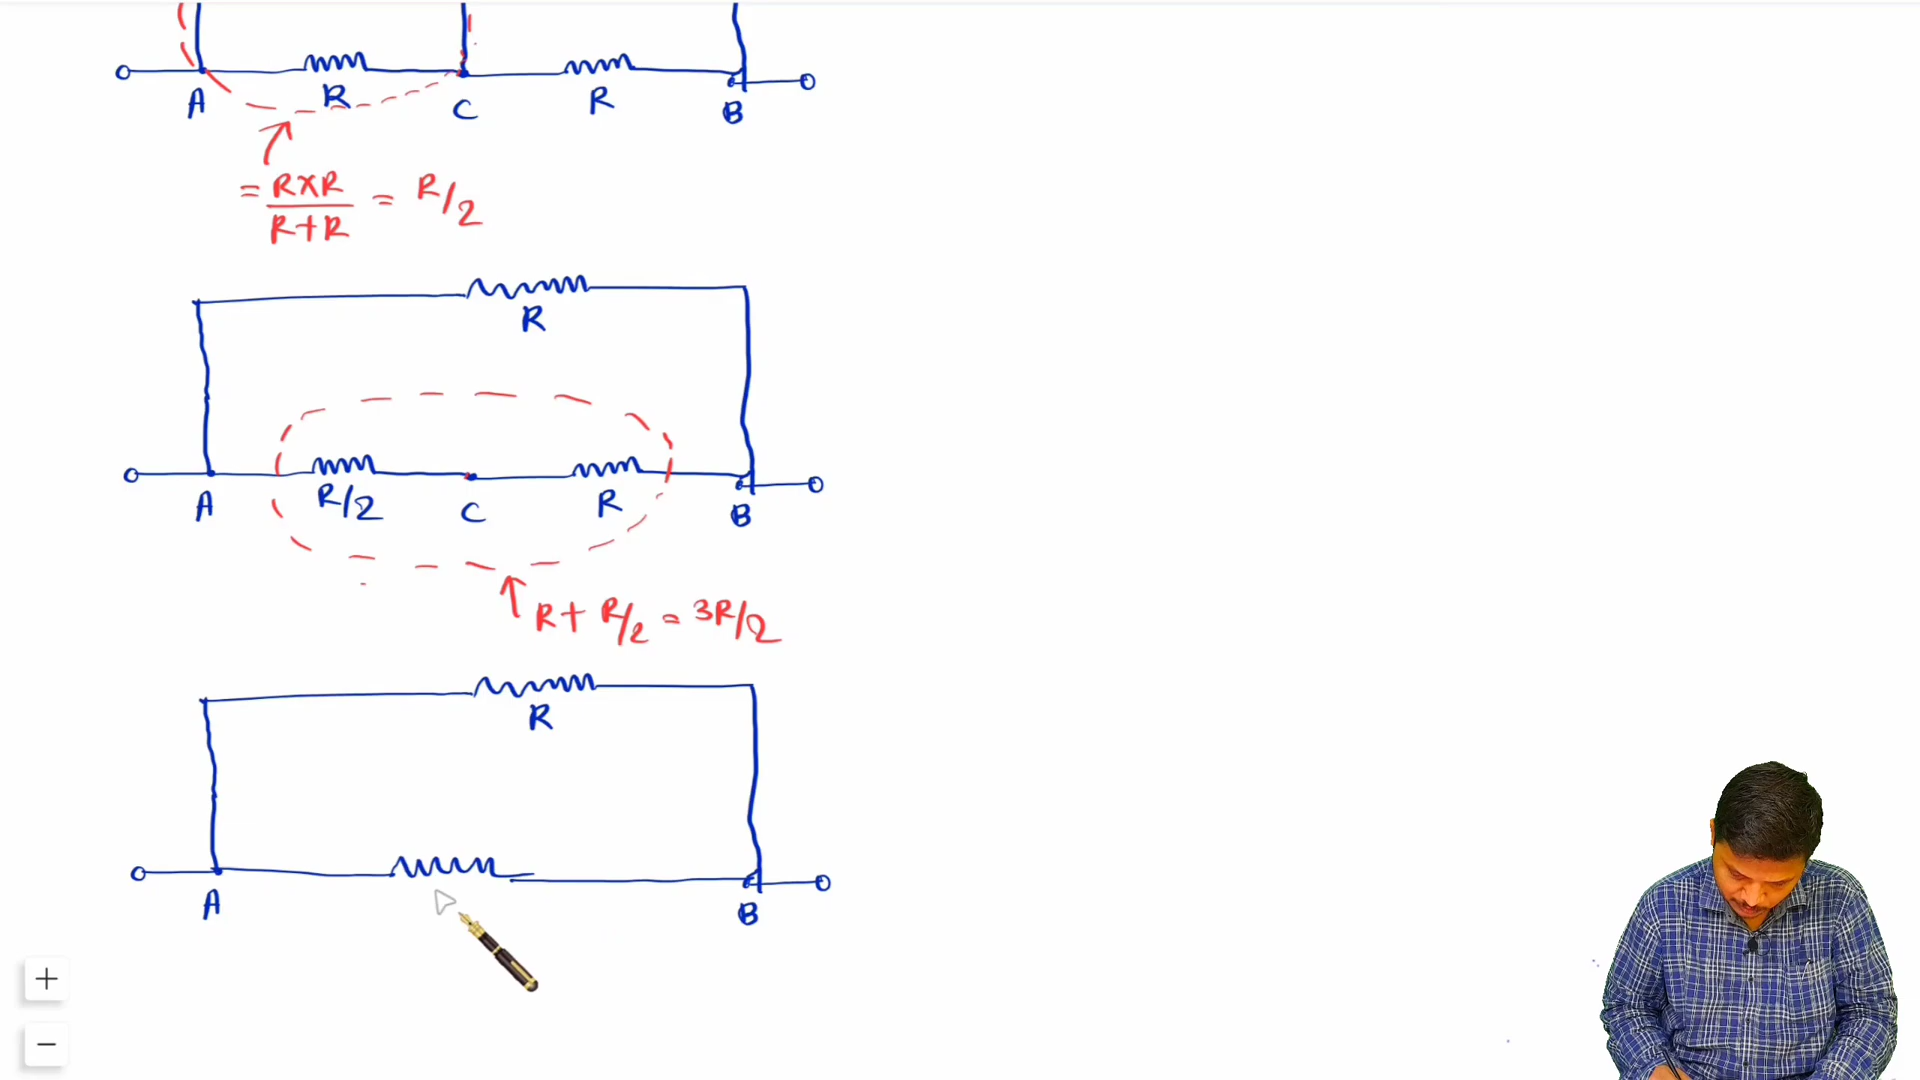 R R
A C B
= R×R / R+R = R/2
R
R/2 R
A C B
R + R/2 = 3R/2
R
A B